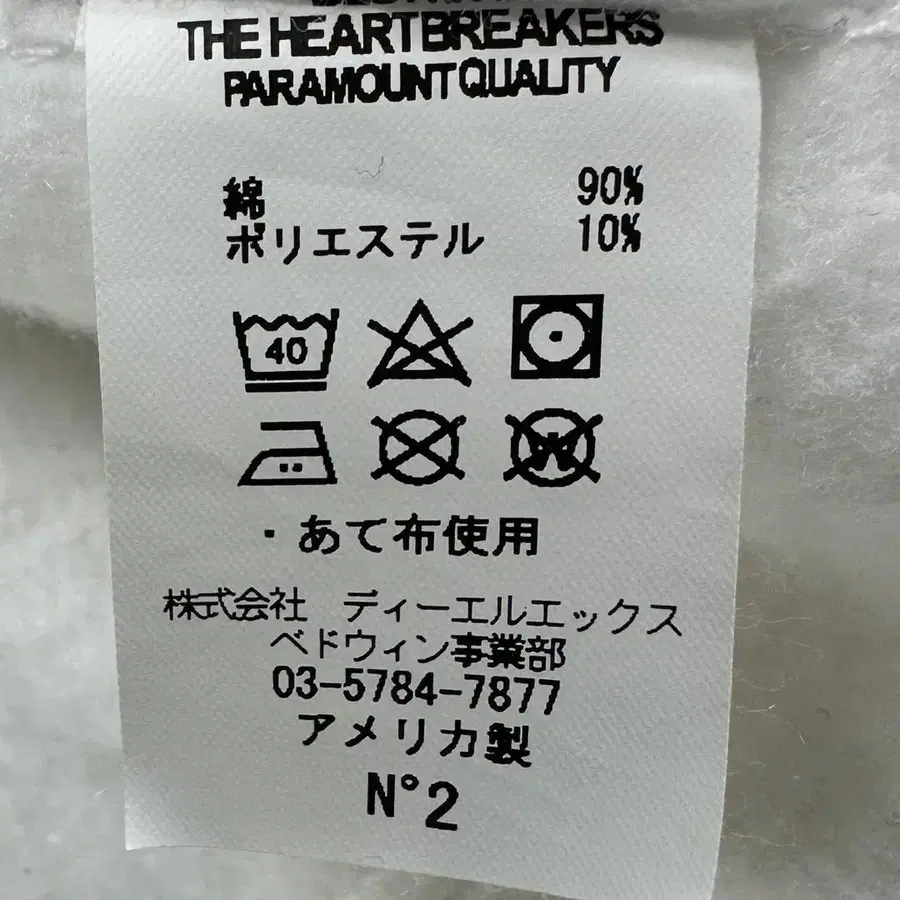 THE HEARTBREAKERS
PARAMOUNT QUALITY
綿 90%
ポリエステル 10%
40
W
・あて布使用
株式会社 ディーエルエックス
ベドウィン事業部
03-5784-7877
アメリカ製
N°2